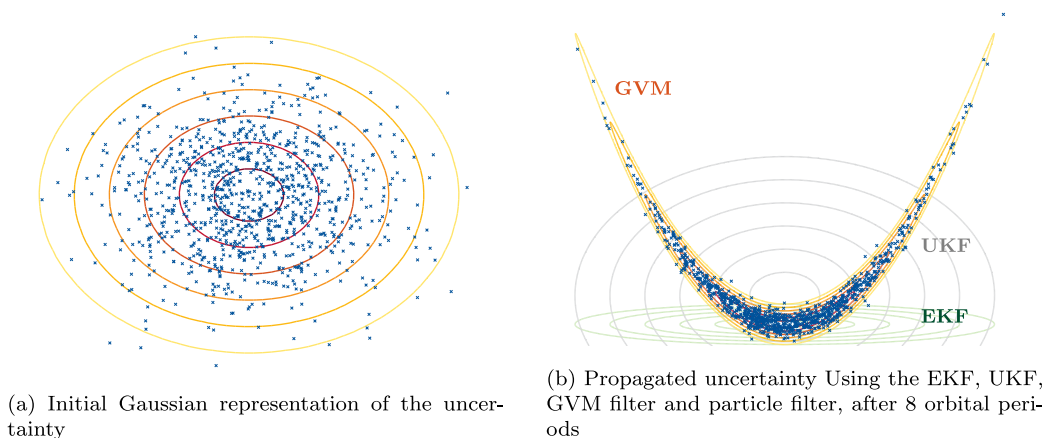 GVM
UKF
EKF
(a) Initial Gaussian representation of the uncer-
tainty
(b) Propagated uncertainty Using the EKF, UKF,
GVM filter and particle filter, after 8 orbital peri-
ods